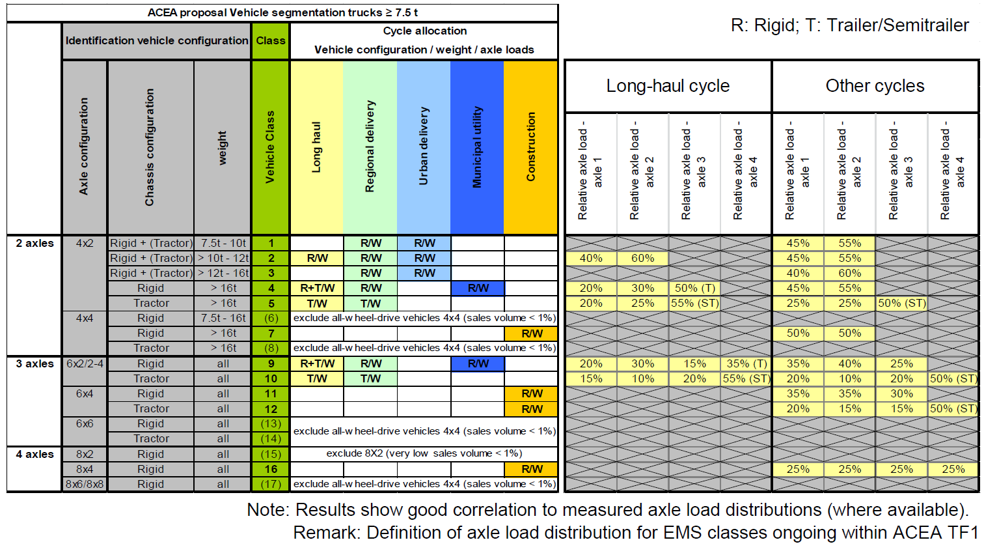 ACEA proposal Vehicle segmentation trucks ≥ 7.5 t
R: Rigid; T: Trailer/Semitrailer
Identification vehicle configuration Class Cycle allocation
Vehicle configuration / weight / axle loads
Long-haul cycle Other cycles
Axle configuration
Chassis configuration
weight
Vehicle Class
Long haul
Regional delivery
Urban delivery
Municipal utility
Construction
Relative axle load -
axle 1
Relative axle load -
axle 2
Relative axle load -
axle 3
Relative axle load -
axle 4
Relative axle load -
axle 1
Relative axle load -
axle 2
Relative axle load -
axle 3
Relative axle load -
axle 4
2 axles 4x2 Rigid + (Tractor) 7.5t - 10t 1 R/W R/W 45% 55%
Rigid + (Tractor) > 10t - 12t 2 R/W R/W R/W 40% 60% 45% 55%
Rigid + (Tractor) > 12t - 16t 3 R/W R/W 40% 60%
Rigid > 16t 4 R+T/W R/W R/W 20% 30% 50% (T) 45% 55%
Tractor > 16t 5 T/W T/W 20% 25% 55% (ST) 25% 25% 50% (ST)
4x4 Rigid 7.5t - 16t (6) exclude all-w heel-drive vehicles 4x4 (sales volume < 1%)
Rigid > 16t 7 R/W 50% 50%
Tractor > 16t (8) exclude all-w heel-drive vehicles 4x4 (sales volume < 1%)
3 axles 6x2/2-4 Rigid all 9 R+T/W R/W R/W 20% 30% 15% 35% (T) 35% 40% 25%
Tractor all 10 T/W T/W 15% 10% 20% 55% (ST) 20% 10% 20% 50% (ST)
6x4 Rigid all 11 R/W 35% 35% 30%
Tractor all 12 R/W 20% 15% 15% 50% (ST)
6x6 Rigid all (13) exclude all-w heel-drive vehicles 4x4 (sales volume < 1%)
Tractor all (14)
4 axles 8x2 Rigid all (15) exclude 8X2 (very low sales volume < 1%)
8x4 Rigid all 16 R/W 25% 25% 25% 25%
8x6/8x8 Rigid all (17) exclude all-w heel-drive vehicles 4x4 (sales volume < 1%)
Note: Results show good correlation to measured axle load distributions (where available).
Remark: Definition of axle load distribution for EMS classes ongoing within ACEA TF1